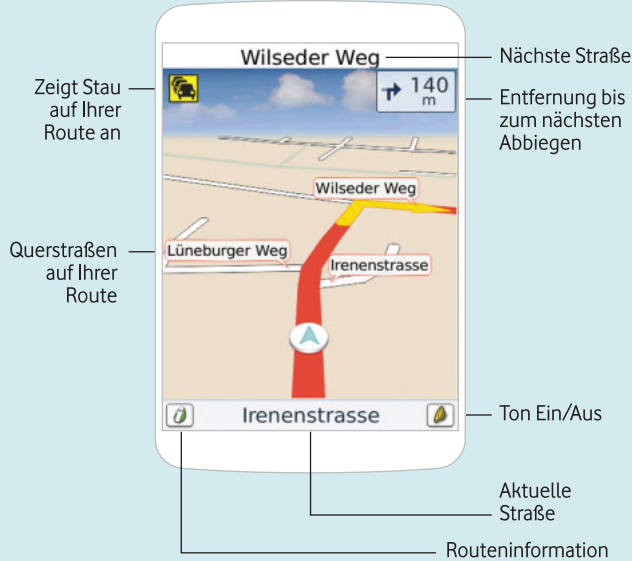 Wilseder Weg
Nächste Straße
Zeigt Stau
auf Ihrer
Route an
140
m
Entfernung bis
zum nächsten
Abbiegen
Wilseder Weg
Querstraßen
auf Ihrer
Route
Lüneburger Weg
Irenenstrasse
Irenenstrasse
Ton Ein/Aus
Aktuelle
Straße
Routeninformation